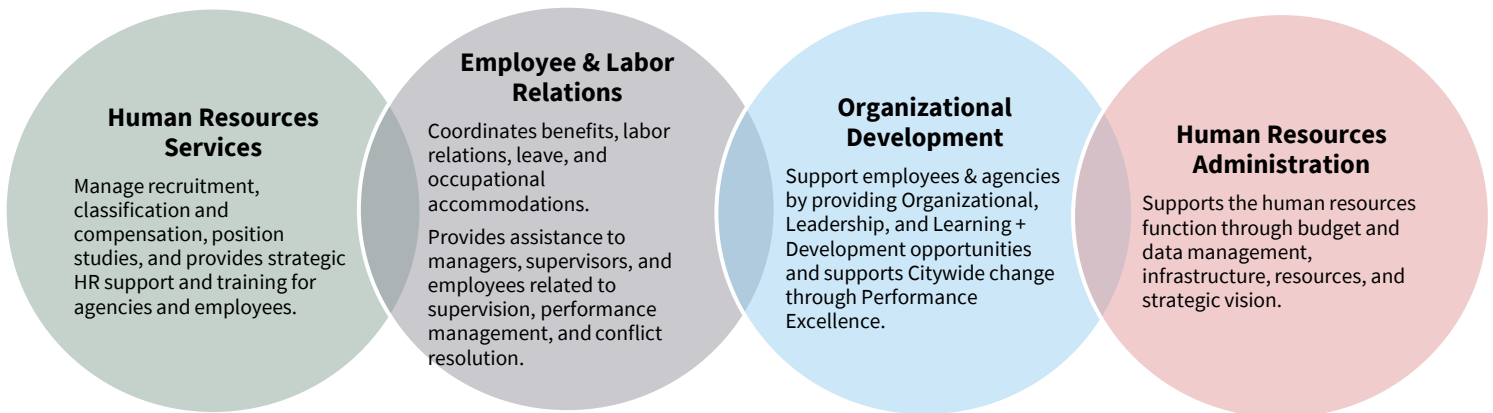 Human Resources
Services
Manage recruitment,
classification and
compensation, position
studies, and provides strategic
HR support and training for
agencies and employees.
Employee & Labor
Relations
Coordinates benefits, labor
relations, leave, and
occupational
accommodations.
Provides assistance to
managers, supervisors, and
employees related to
supervision, performance
management, and conflict
resolution.
Organizational
Development
Support employees & agencies
by providing Organizational,
Leadership, and Learning +
Development opportunities
and supports Citywide change
through Performance
Excellence.
Human Resources
Administration
Supports the human resources
function through budget and
data management,
infrastructure, resources, and
strategic vision.